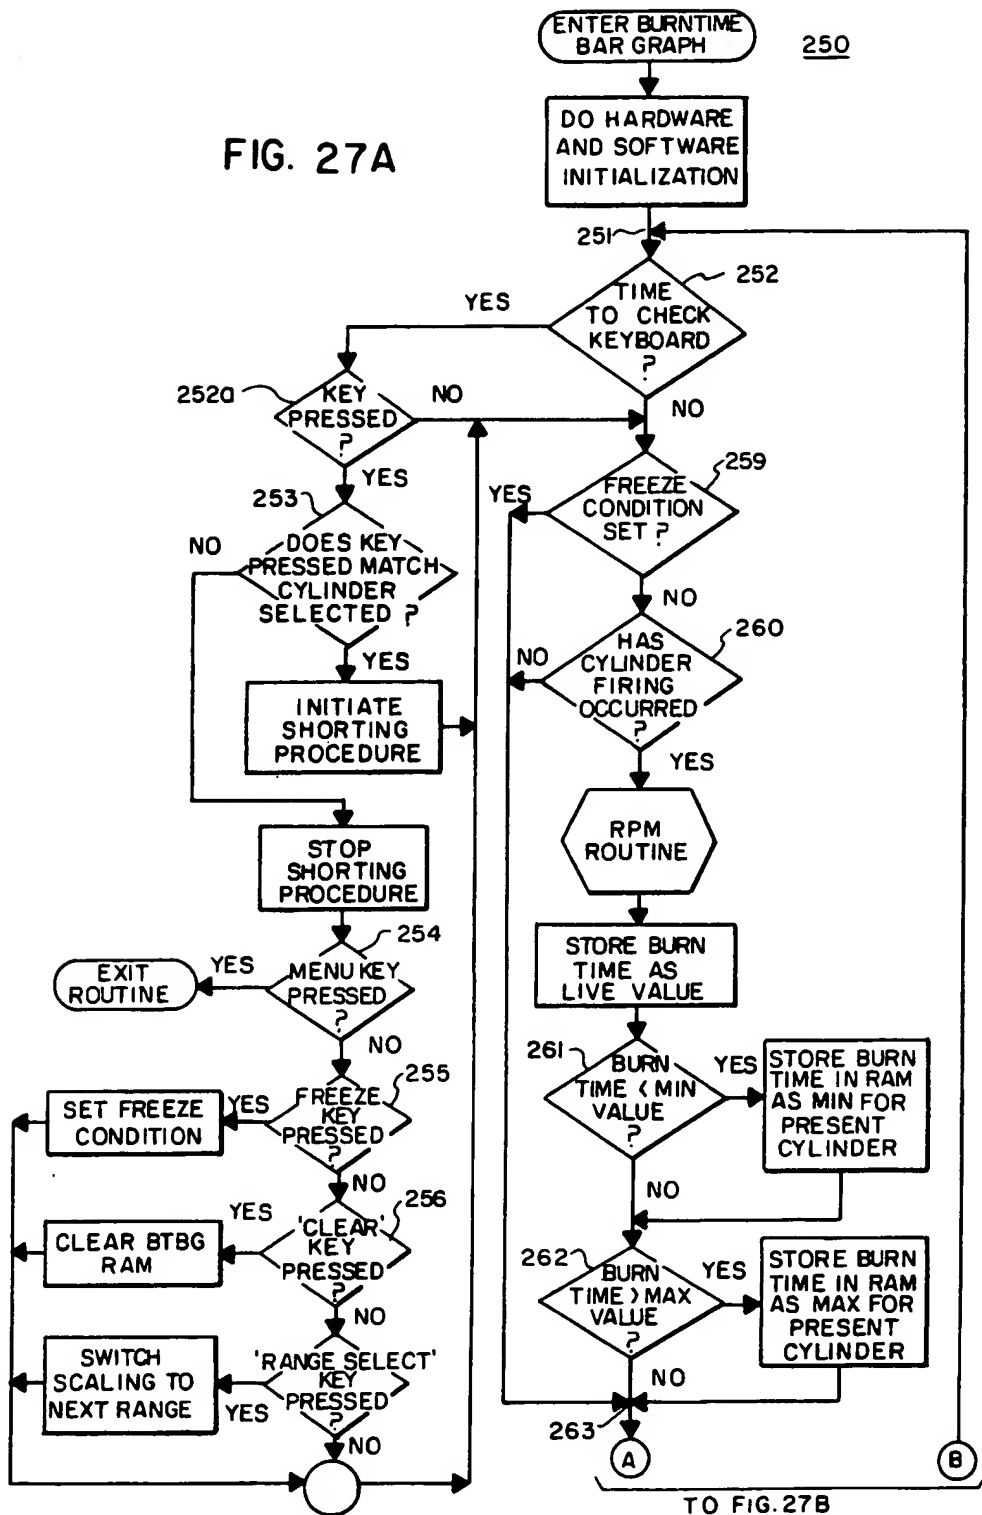 ENTER BURNTIME
BAR GRAPH
250
DO HARDWARE
AND SOFTWARE
INITIALIZATION
FIG. 27A
251
252
TIME
TO CHECK
KEYBOARD
?
YES
NO
252a
KEY
PRESSED
?
NO
YES
253
DOES KEY
PRESSED MATCH
CYLINDER
SELECTED ?
NO
YES
INITIATE
SHORTING
PROCEDURE
STOP
SHORTING
PROCEDURE
254
MENU KEY
PRESSED
?
YES
EXIT
ROUTINE
NO
255
FREEZE
KEY
PRESSED
?
YES
SET FREEZE
CONDITION
NO
256
'CLEAR'
KEY
PRESSED
?
YES
CLEAR BTBG
RAM
NO
'RANGE SELECT'
KEY
PRESSED
?
YES
SWITCH
SCALING TO
NEXT RANGE
NO
259
FREEZE
CONDITION
SET ?
YES
NO
260
HAS
CYLINDER
FIRING
OCCURRED
?
NO
YES
RPM
ROUTINE
STORE BURN
TIME AS
LIVE VALUE
261
BURN
TIME < MIN
VALUE
?
YES
STORE BURN
TIME IN RAM
AS MIN FOR
PRESENT
CYLINDER
NO
262
BURN
TIME > MAX
VALUE
?
YES
STORE BURN
TIME IN RAM
AS MAX FOR
PRESENT
CYLINDER
NO
263
A
B
TO FIG. 27B